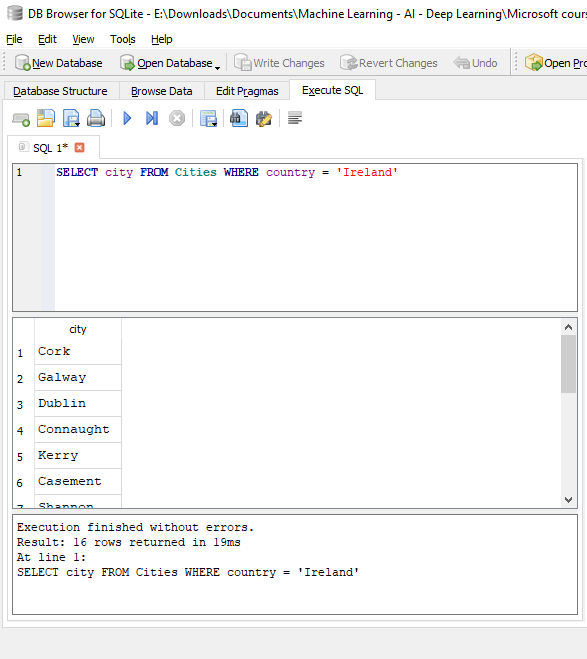 DB Browser for SQLite - E:\Downloads\Documents\Machine Learning - AI - Deep Learning\Microsoft cour
File Edit View Tools Help
New Database Open Database Write Changes Revert Changes Undo Open Pro
Database Structure Browse Data Edit Pragmas Execute SQL
SQL 1*
1 SELECT city FROM Cities WHERE country = 'Ireland'
city
1 Cork
2 Galway
3 Dublin
4 Connaught
5 Kerry
6 Casement
7 Shannon
Execution finished without errors.
Result: 16 rows returned in 19ms
At line 1:
SELECT city FROM Cities WHERE country = 'Ireland'